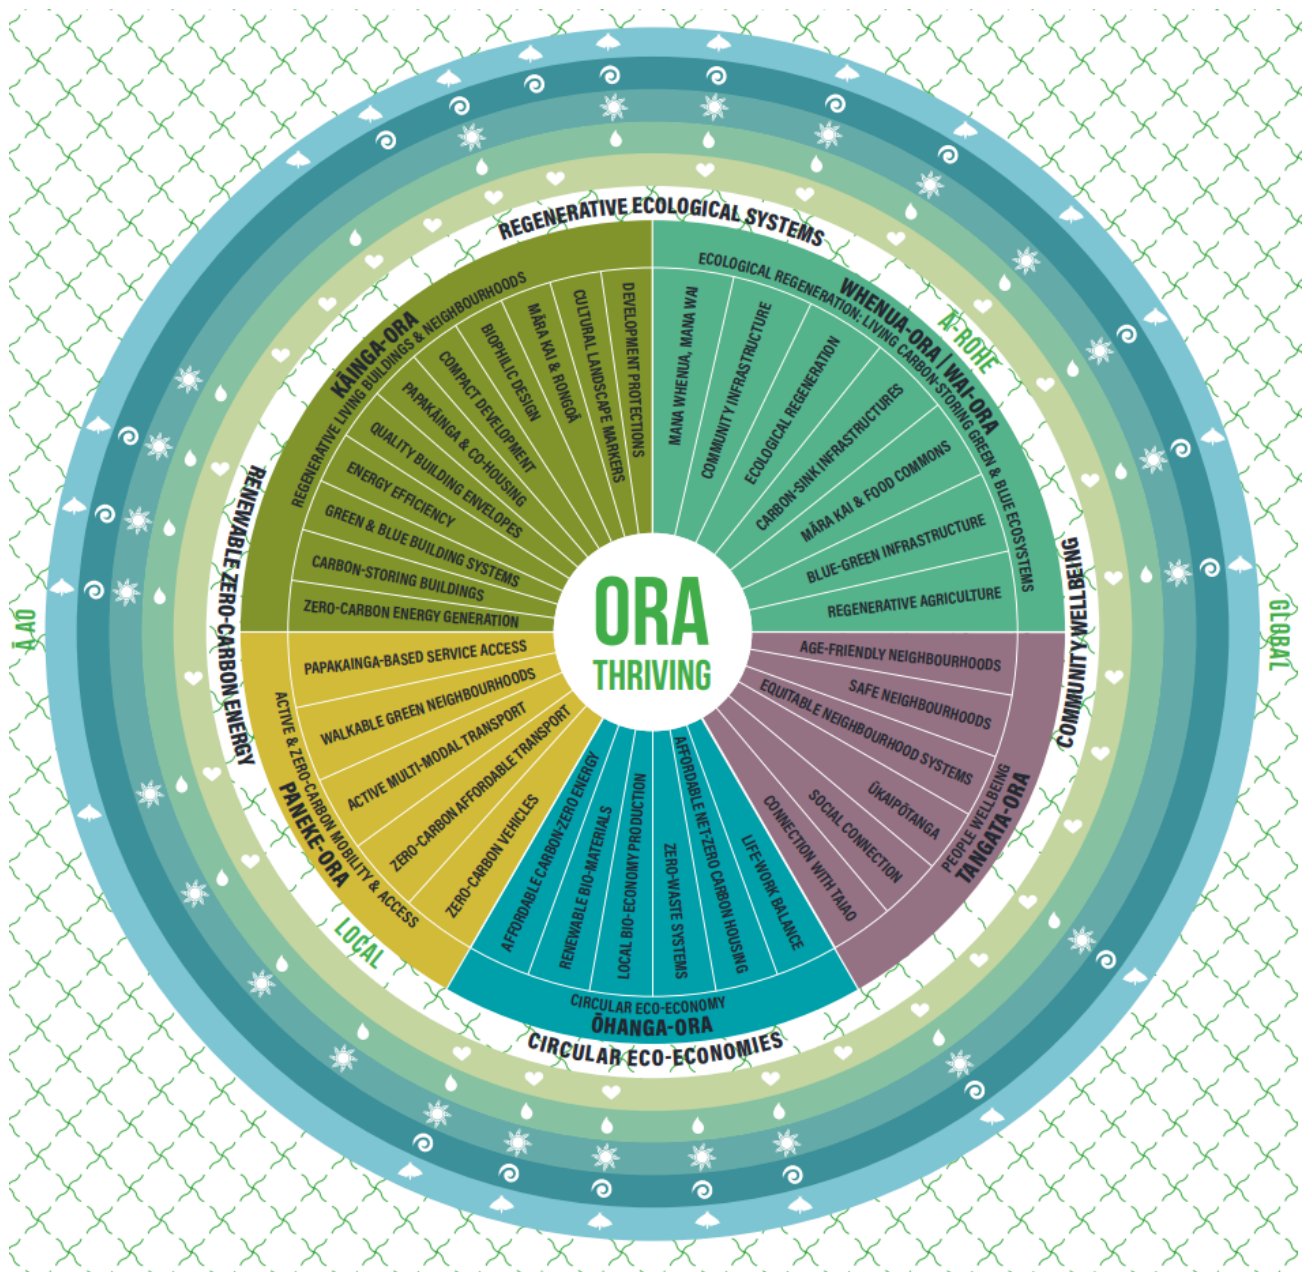 REGENERATIVE ECOLOGICAL SYSTEMS
Ā-ROHE
COMMUNITY WELLBEING
GLOBAL
CIRCULAR ECO-ECONOMIES
LOCAL
RENEWABLE ZERO-CARBON ENERGY
Ā AO
ORA
THRIVING
WHENUA-ORA | WAI-ORA
ECOLOGICAL REGENERATION: LIVING CARBON-STORING GREEN & BLUE ECOSYSTEMS
MANA WHENUA, MANA WAI
COMMUNITY INFRASTRUCTURE
ECOLOGICAL REGENERATION
CARBON-SINK INFRASTRUCTURES
MĀRA KAI & FOOD COMMONS
BLUE-GREEN INFRASTRUCTURE
REGENERATIVE AGRICULTURE
TANGATA-ORA
PEOPLE WELLBEING
AGE-FRIENDLY NEIGHBOURHOODS
SAFE NEIGHBOURHOODS
EQUITABLE NEIGHBOURHOOD SYSTEMS
ŪKAIPŌTANGA
SOCIAL CONNECTION
CONNECTION WITH TAIAO
CIRCULAR ECO-ECONOMY
ŌHANGA-ORA
LIFE-WORK BALANCE
AFFORDABLE NET-ZERO CARBON HOUSING
ZERO-WASTE SYSTEMS
LOCAL BIO-ECONOMY PRODUCTION
RENEWABLE BIO-MATERIALS
AFFORDABLE CARBON-ZERO ENERGY
PANEKE-ORA
ACTIVE & ZERO-CARBON MOBILITY & ACCESS
ZERO-CARBON VEHICLES
ZERO-CARBON AFFORDABLE TRANSPORT
ACTIVE MULTI-MODAL TRANSPORT
WALKABLE GREEN NEIGHBOURHOODS
PAPAKAINGA-BASED SERVICE ACCESS
KĀINGA-ORA
REGENERATIVE LIVING BUILDINGS & NEIGHBOURHOODS
ZERO-CARBON ENERGY GENERATION
CARBON-STORING BUILDINGS
GREEN & BLUE BUILDING SYSTEMS
ENERGY EFFICIENCY
QUALITY BUILDING ENVELOPES
PAPAKĀINGA & CO-HOUSING
COMPACT DEVELOPMENT
BIOPHILIC DESIGN
MĀRA KAI & RONGOĀ
CULTURAL LANDSCAPE MARKERS
DEVELOPMENT PROTECTIONS